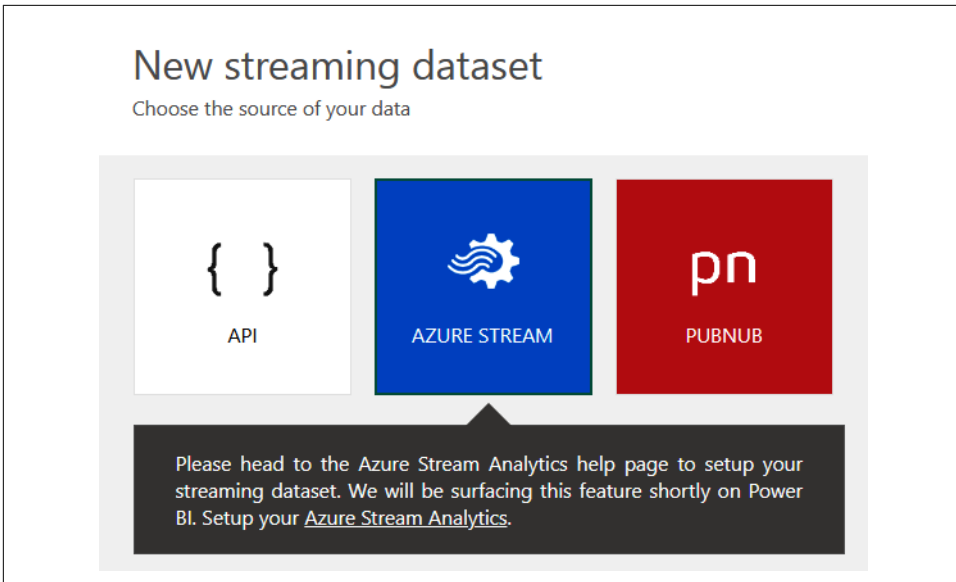 New streaming dataset
Choose the source of your data
{ }
pn
API
AZURE STREAM
PUBNUB
Please head to the Azure Stream Analytics help page to setup your
streaming dataset. We will be surfacing this feature shortly on Power
BI. Setup your Azure Stream Analytics.